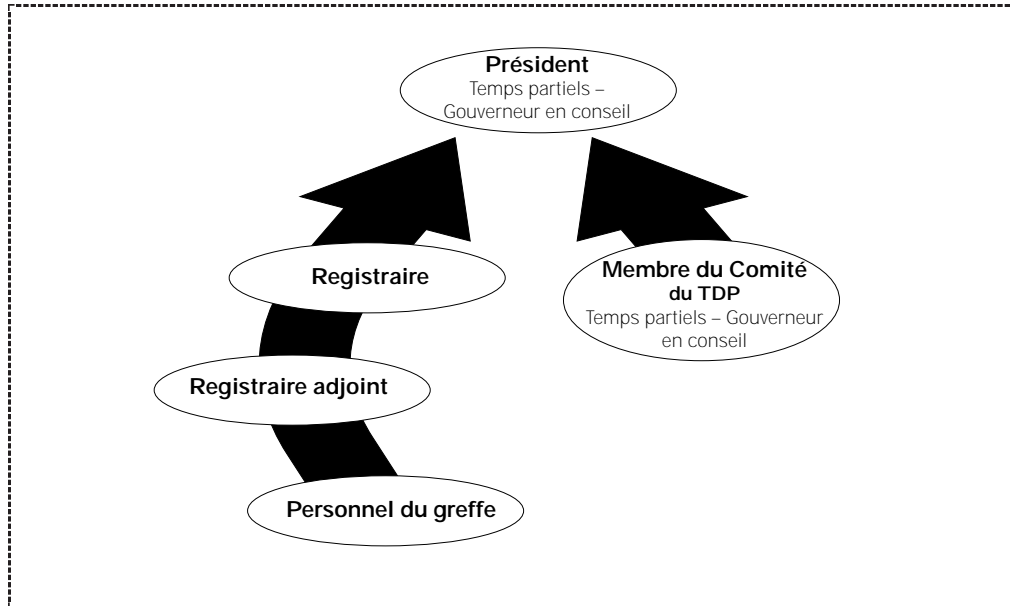 Président
Temps partiels –
Gouverneur en conseil
Registraire
Membre du Comité
du TDP
Temps partiels – Gouverneur
en conseil
Registraire adjoint
Personnel du greffe